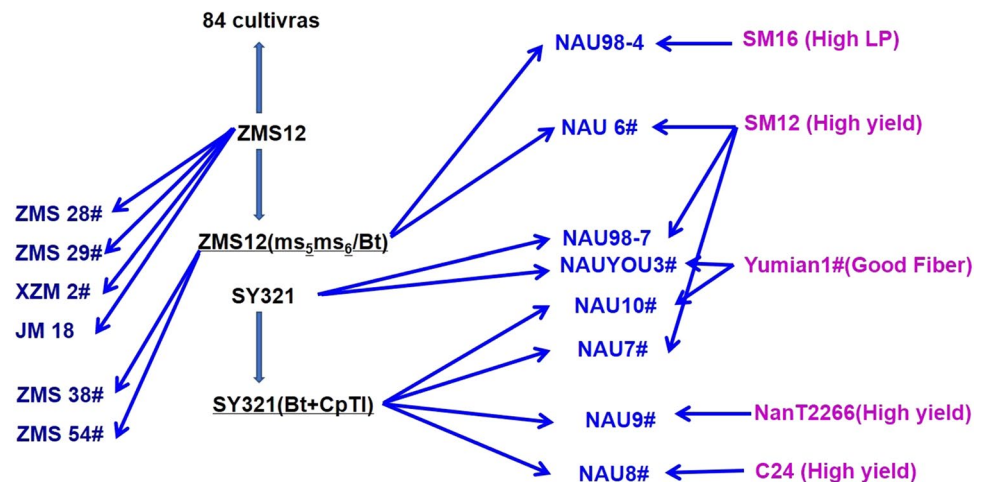 84 cultivras
ZMS12
ZMS 28#
ZMS 29#
XZM 2#
JM 18
ZMS 38#
ZMS 54#
ZMS12(ms5ms6/Bt)
SY321
SY321(Bt+CpTI)
NAU98-4
NAU 6#
NAU98-7
NAUYOU3#
NAU10#
NAU7#
NAU9#
NAU8#
SM16 (High LP)
SM12 (High yield)
Yumian1#(Good Fiber)
NanT2266(High yield)
C24 (High yield)